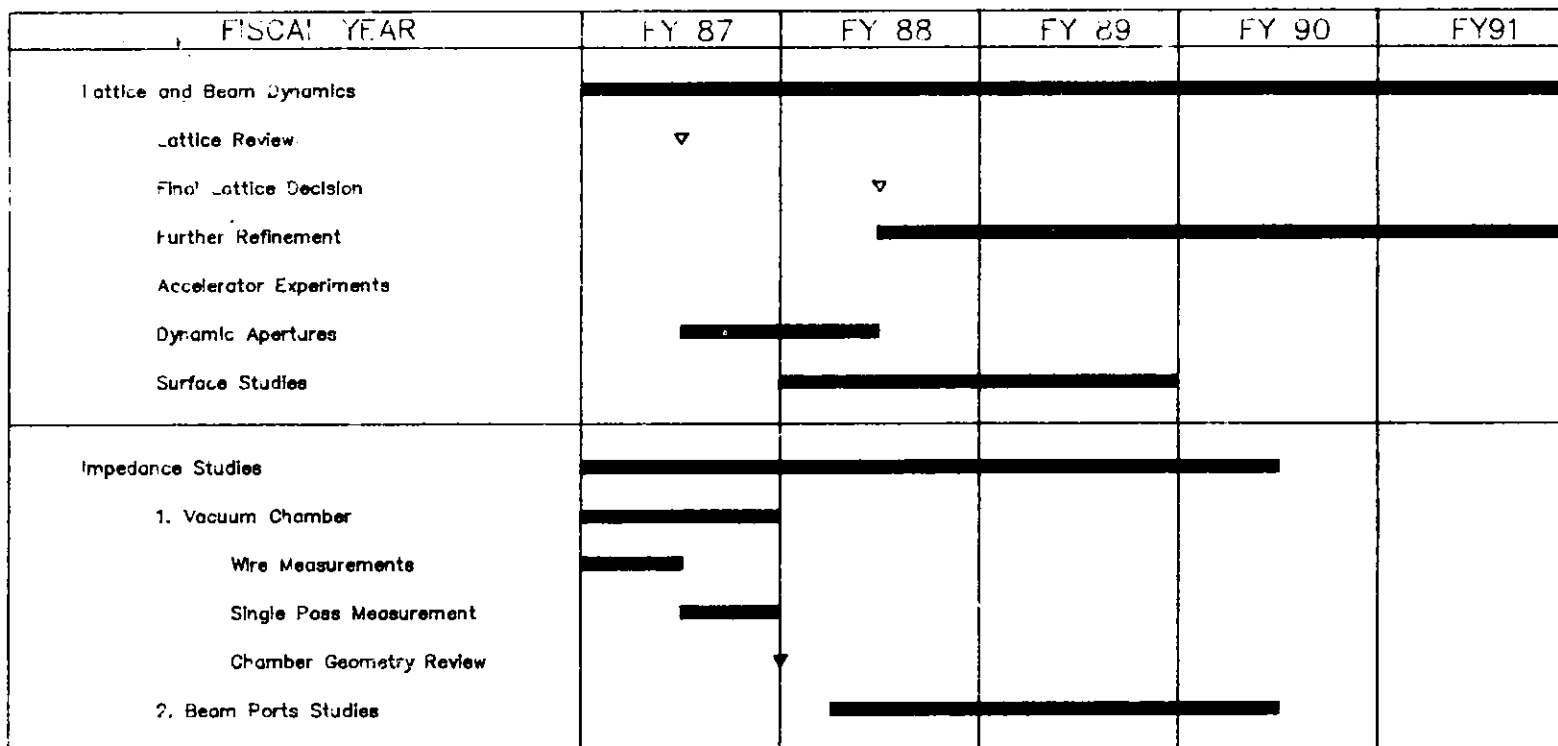 FISCAL YEAR FY 87 FY 88 FY 89 FY 90 FY91
Lattice and Beam Dynamics
Lattice Review
Final Lattice Decision
Further Refinement
Accelerator Experiments
Dynamic Apertures
Surface Studies
Impedance Studies
1. Vacuum Chamber
Wire Measurements
Single Pass Measurement
Chamber Geometry Review
2. Beam Ports Studies